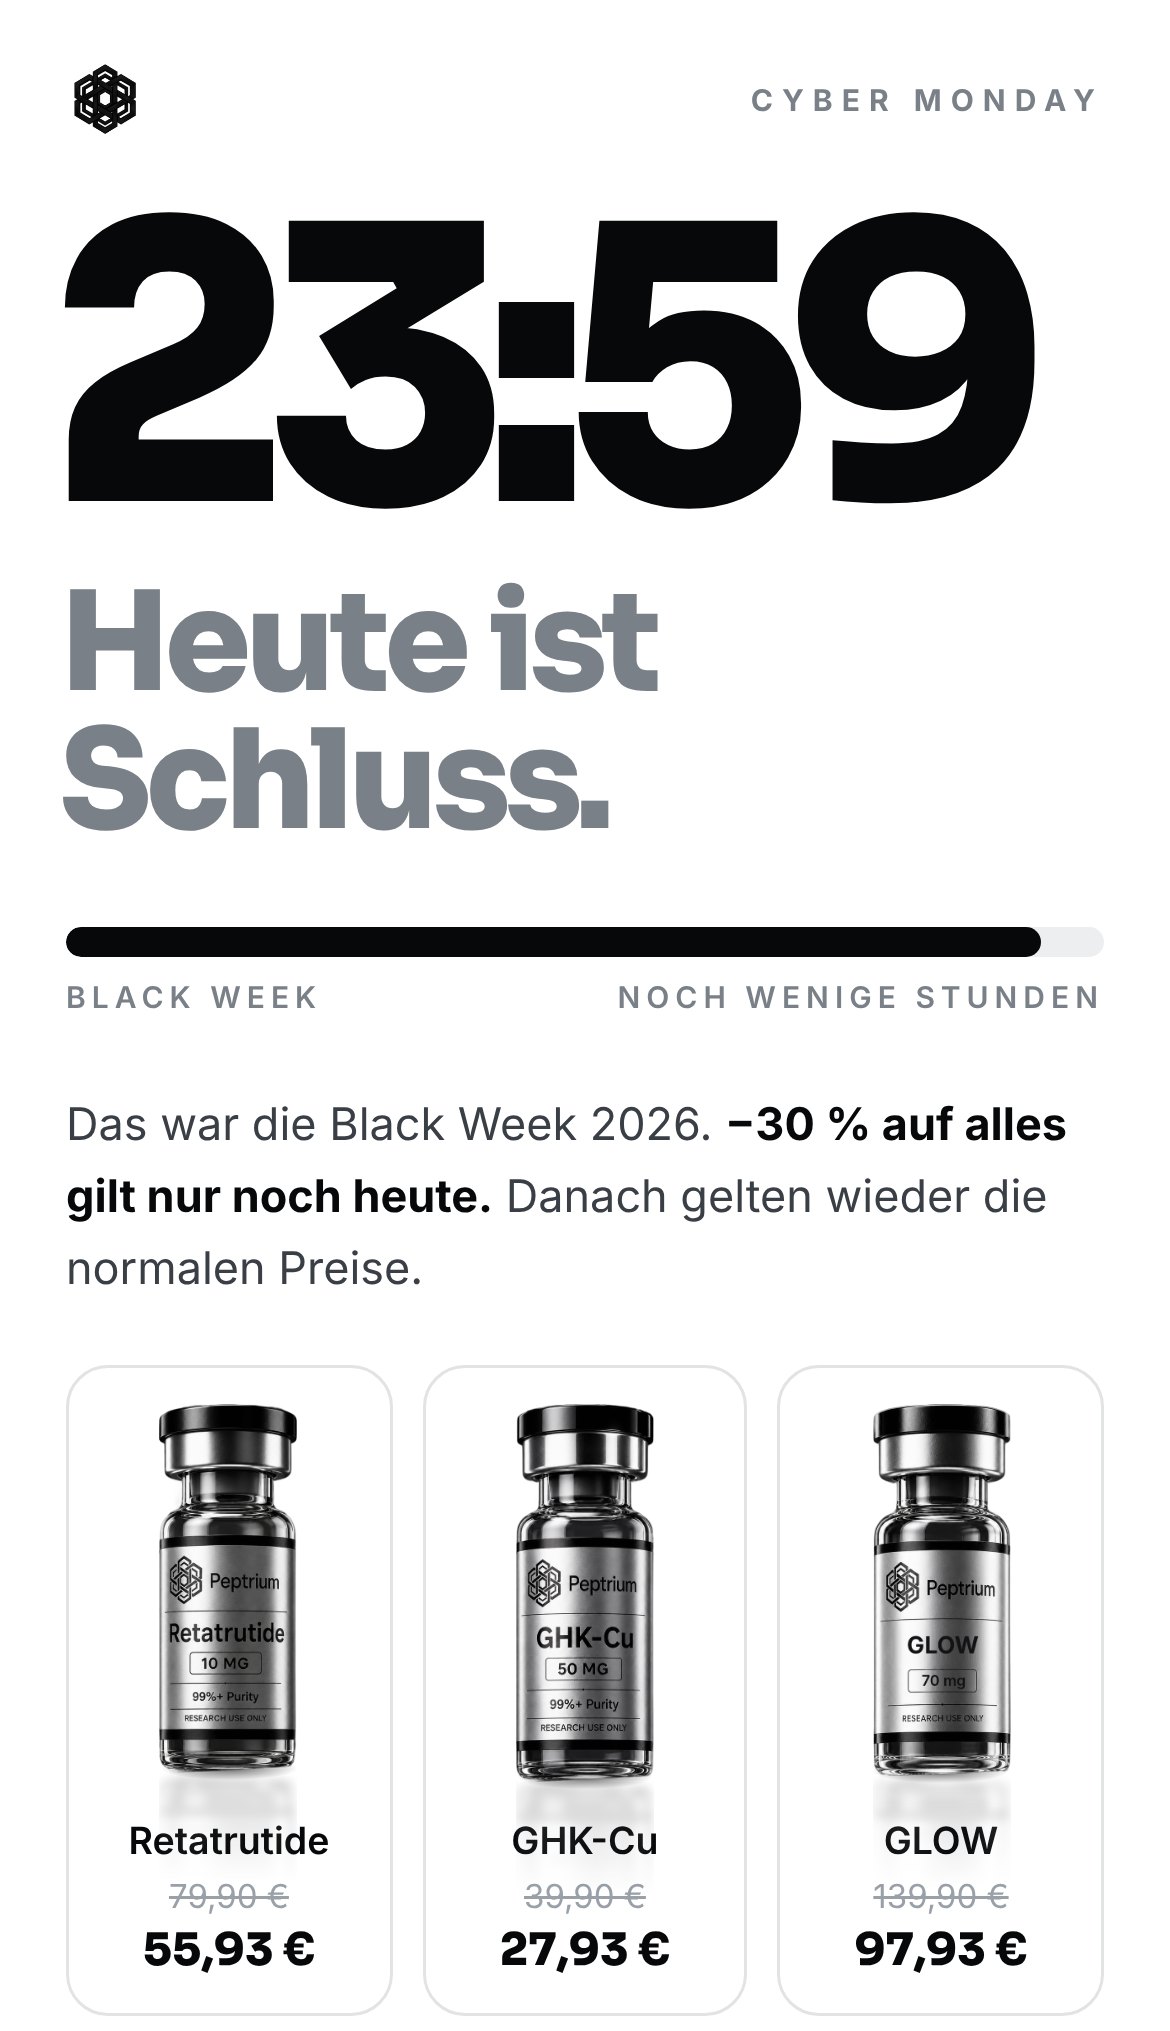 CYBER MONDAY
23:59
Heute ist
Schluss.
BLACK WEEK
NOCH WENIGE STUNDEN
Das war die Black Week 2026. −30 % auf alles
gilt nur noch heute. Danach gelten wieder die
normalen Preise.
Peptrium
Retatrutide
10 MG
99%+ Purity
RESEARCH USE ONLY
Retatrutide
79,90 €
55,93 €
Peptrium
GHK-Cu
50 MG
99%+ Purity
RESEARCH USE ONLY
GHK-Cu
39,90 €
27,93 €
Peptrium
GLOW
70 mg
RESEARCH USE ONLY
GLOW
139,90 €
97,93 €